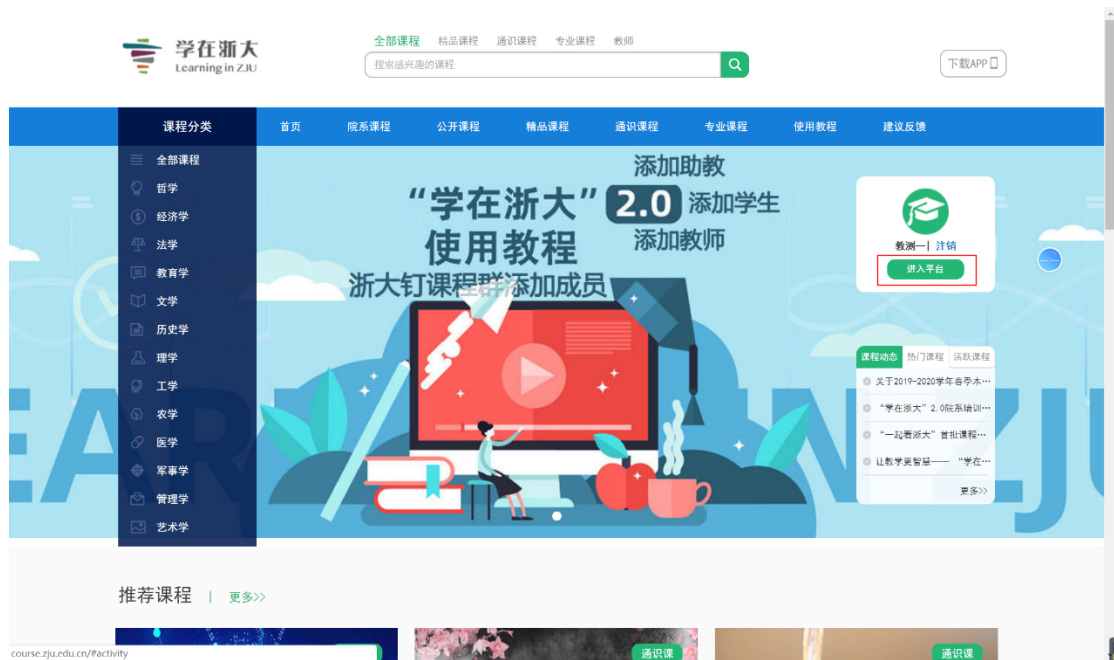 学在浙大
Learning in ZJU
全部课程 精品课程 通识课程 专业课程 教师
搜索感兴趣的课程
下载APP
课程分类 首页 院系课程 公开课程 精品课程 通识课程 专业课程 使用教程 建议反馈
全部课程
哲学
经济学
法学
教育学
文学
历史学
理学
工学
农学
医学
军事学
管理学
艺术学
添加助教
“学在浙大” 2.0 添加学生
使用教程 添加教师
浙大钉课程群添加成员
教测一| 注销
进入平台
课程动态 热门课程 活跃课程
关于2019-2020学年春季本…
“学在浙大”2.0院系培训…
“一起看浙大”首批课程…
让教学更智慧—— “学在…
更多>>
推荐课程 | 更多>>
通识课
通识课
course.zju.edu.cn/#activity